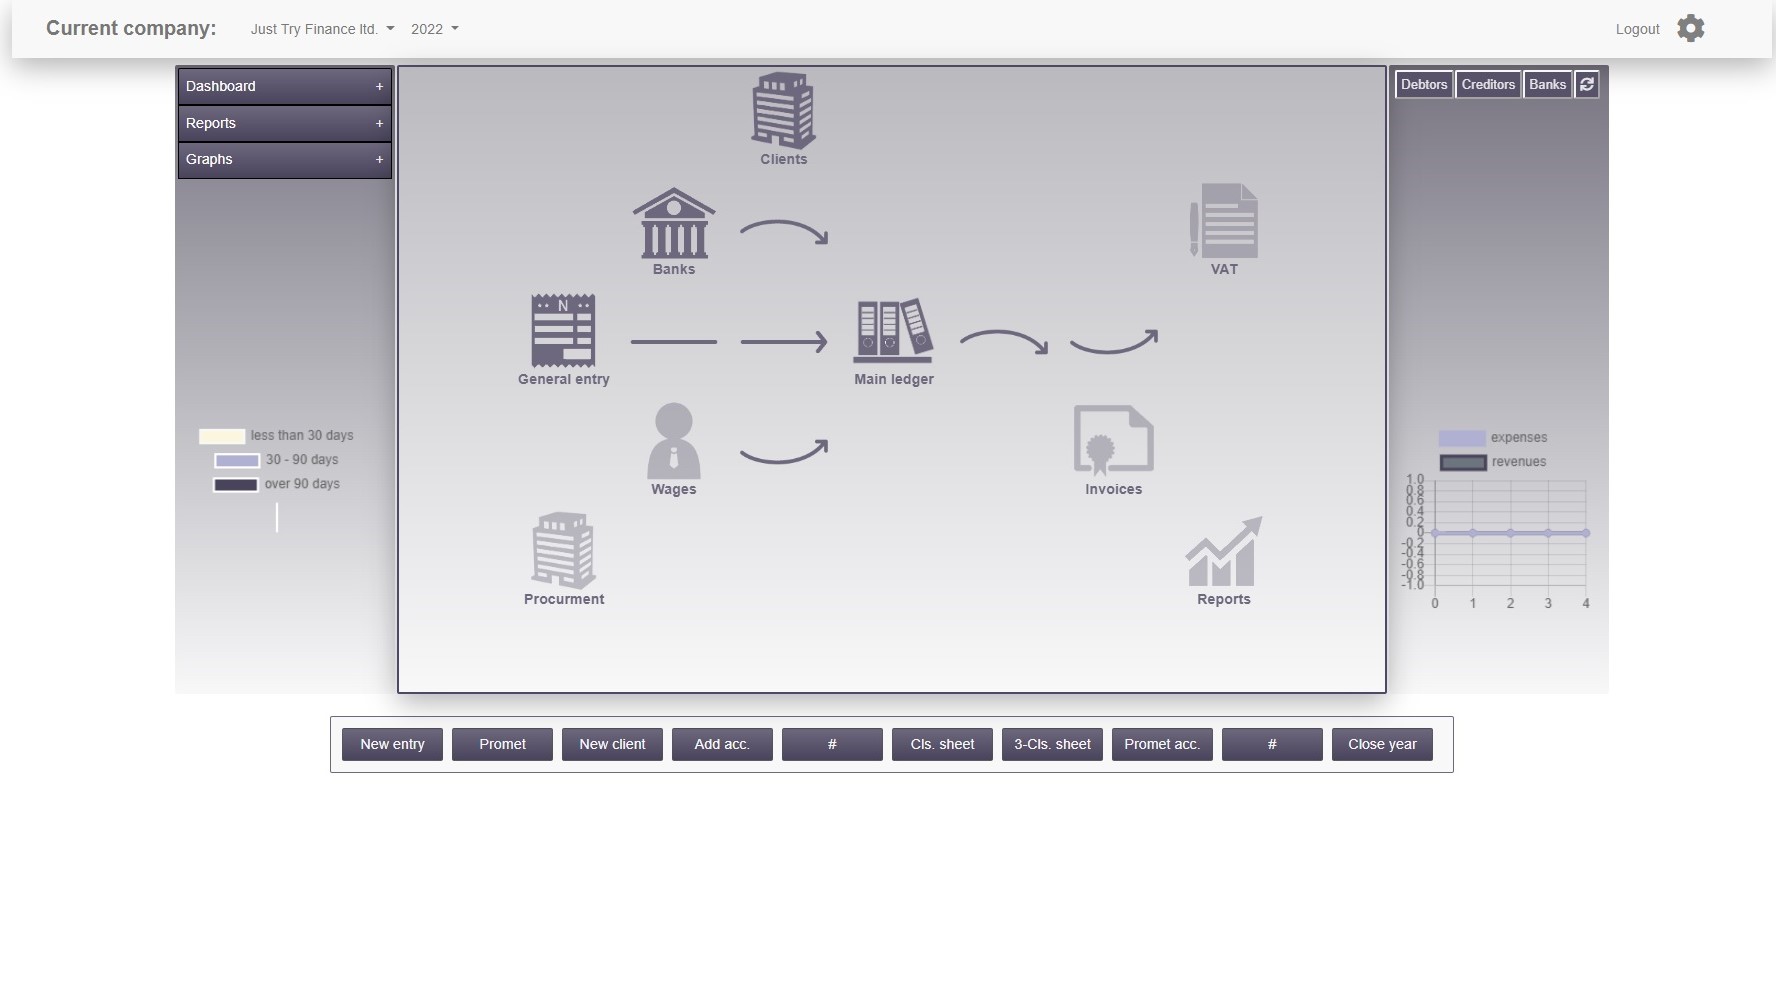 Current company: Just Try Finance ltd. 2022 Logout
Dashboard +
Reports +
Graphs +
less than 30 days
30 - 90 days
over 90 days
Clients
Banks
VAT
N
General entry
Main ledger
Wages
Invoices
Procurment
Reports
Debtors Creditors Banks
expenses
revenues
1.0
0.8
0.6
0.4
0.2
0
-0.2
-0.4
-0.6
-0.8
-1.0
0 1 2 3 4
New entry Promet New client Add acc. # Cls. sheet 3-Cls. sheet Promet acc. # Close year